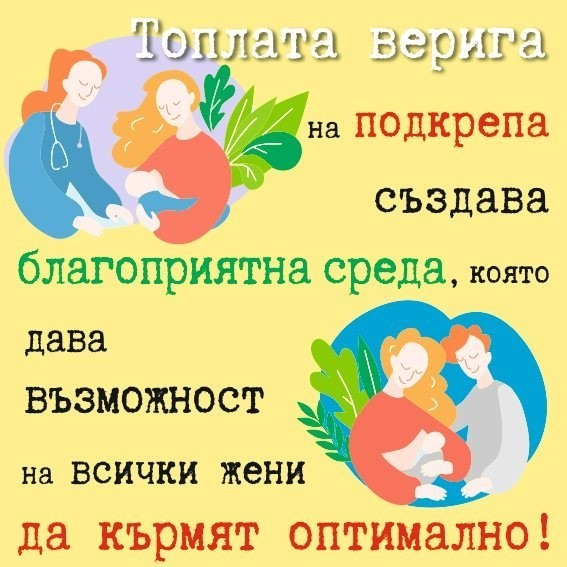 Топлата верига
на подкрепа
създава
благоприятна среда, която
дава
възможност
на всички жени
да кърмят оптимално!